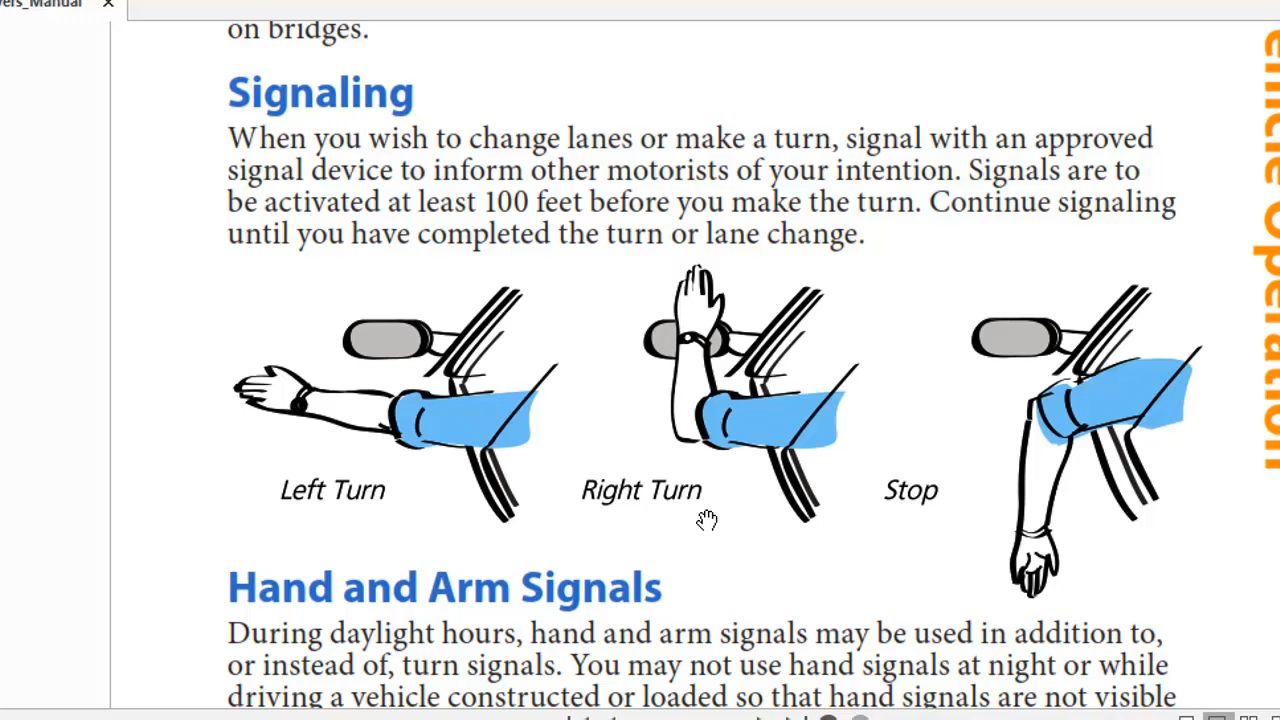 ers_Manual
on bridges.
Signaling
When you wish to change lanes or make a turn, signal with an approved
signal device to inform other motorists of your intention. Signals are to
be activated at least 100 feet before you make the turn. Continue signaling
until you have completed the turn or lane change.
Left Turn
Right Turn
Stop
Hand and Arm Signals
During daylight hours, hand and arm signals may be used in addition to,
or instead of, turn signals. You may not use hand signals at night or while
driving a vehicle constructed or loaded so that hand signals are not visible
Operation